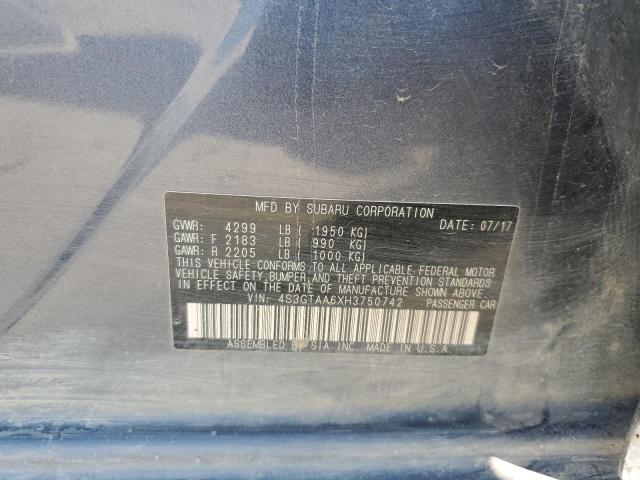 MFD BY SUBARU CORPORATION
GVWR: 4299 LB ( 1950 KG) DATE: 07/17
GAWR: F 2183 LB ( 990 KG)
GAWR: R 2205 LB ( 1000 KG)
THIS VEHICLE CONFORMS TO ALL APPLICABLE FEDERAL MOTOR
VEHICLE SAFETY, BUMPER AND THEFT PREVENTION STANDARDS
IN EFFECT ON THE DATE OF MANUFACTURE SHOWN ABOVE.
VIN: 4S3GTAA6XH3750742 PASSENGER CAR
ASSEMBLED BY SIA INC. MADE IN U.S.A.